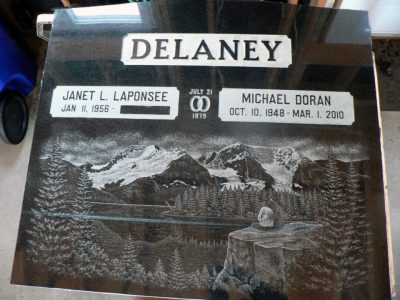 DELANEY
JANET L. LAPONSEE
JAN. 11, 1956 -
JULY 21
1979
MICHAEL DORAN
OCT. 10, 1948 - MAR. 1, 2010